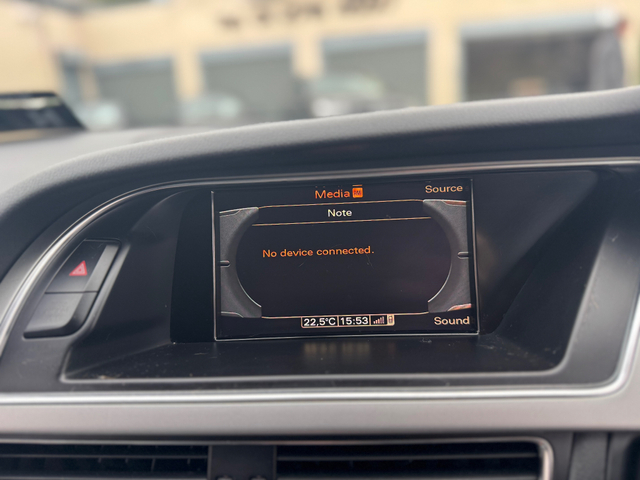 Media
Source
Note
No device connected.
22,5°C 15:53
Sound